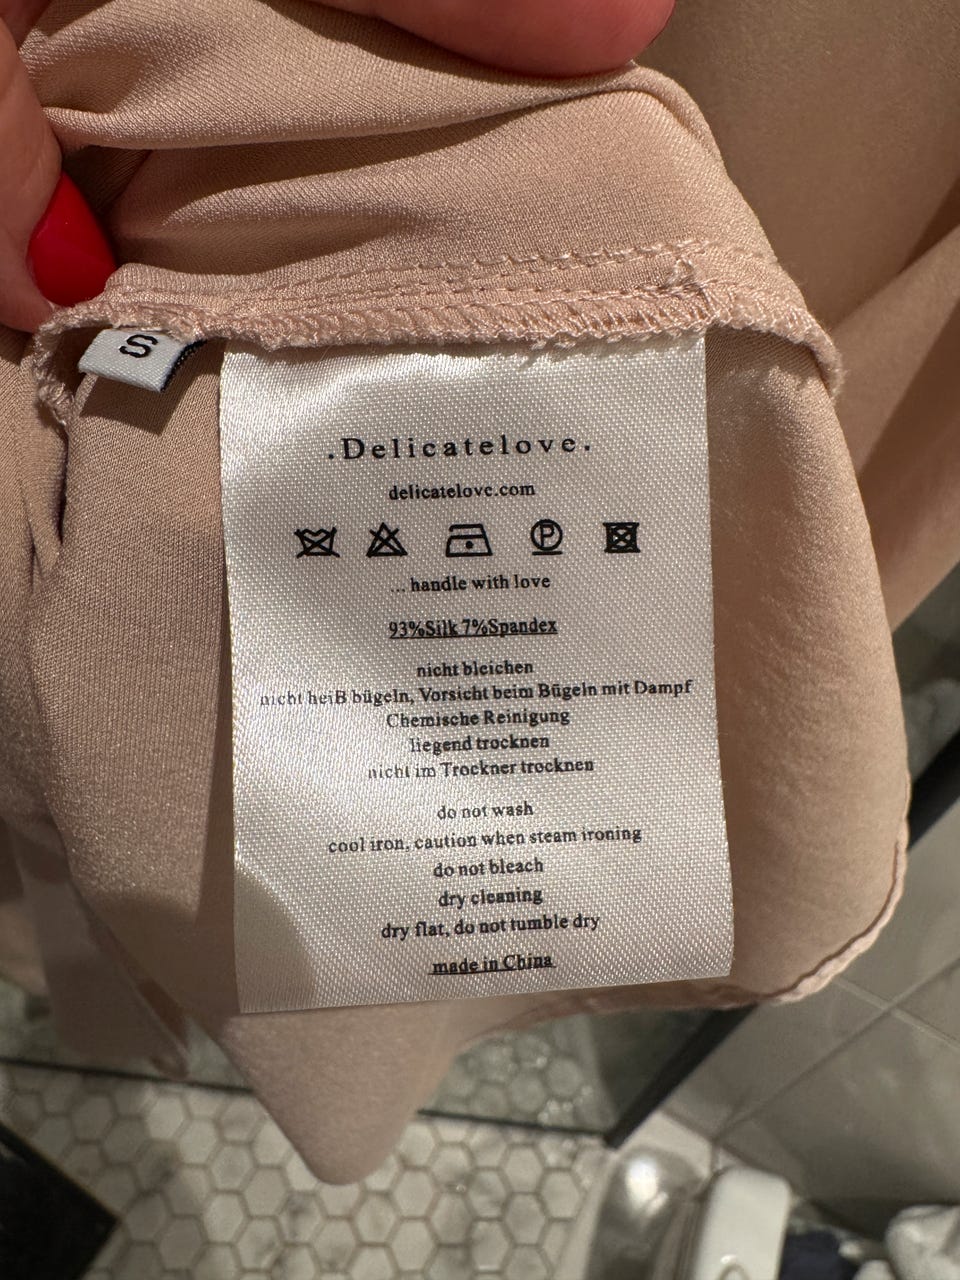 S
.Delicatelove.
delicatelove.com
P
... handle with love
93%Silk 7%Spandex
nicht bleichen
nicht heiß bügeln, Vorsicht beim Bügeln mit Dampf
Chemische Reinigung
liegend trocknen
nicht im Trockner trocknen
do not wash
cool iron, caution when steam ironing
do not bleach
dry cleaning
dry flat, do not tumble dry
made in China